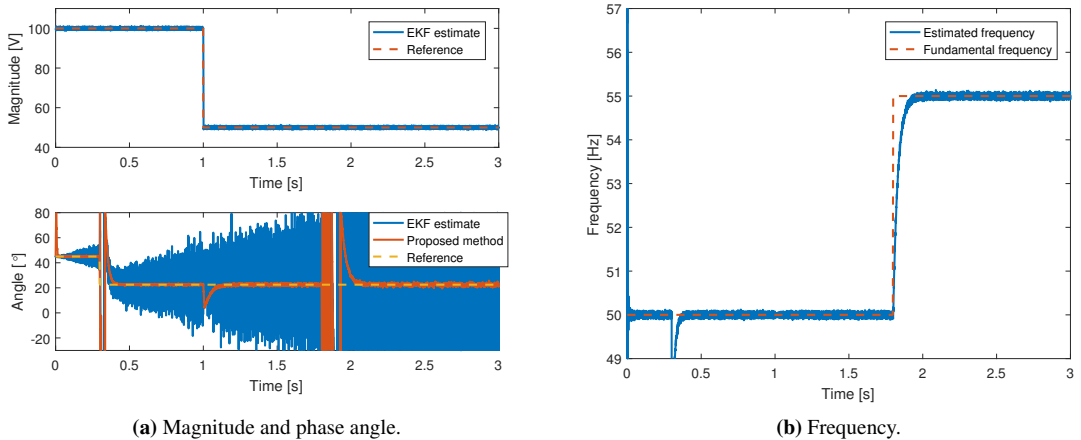 Magnitude [V]
100
80
60
40
EKF estimate
Reference
0 0.5 1 1.5 2 2.5 3
Time [s]
Angle [°]
80
60
40
20
0
-20
EKF estimate
Proposed method
Reference
0 0.5 1 1.5 2 2.5 3
Time [s]
(a) Magnitude and phase angle.
Frequency [Hz]
57
56
55
54
53
52
51
50
49
Estimated frequency
Fundamental frequency
0 0.5 1 1.5 2 2.5 3
Time [s]
(b) Frequency.